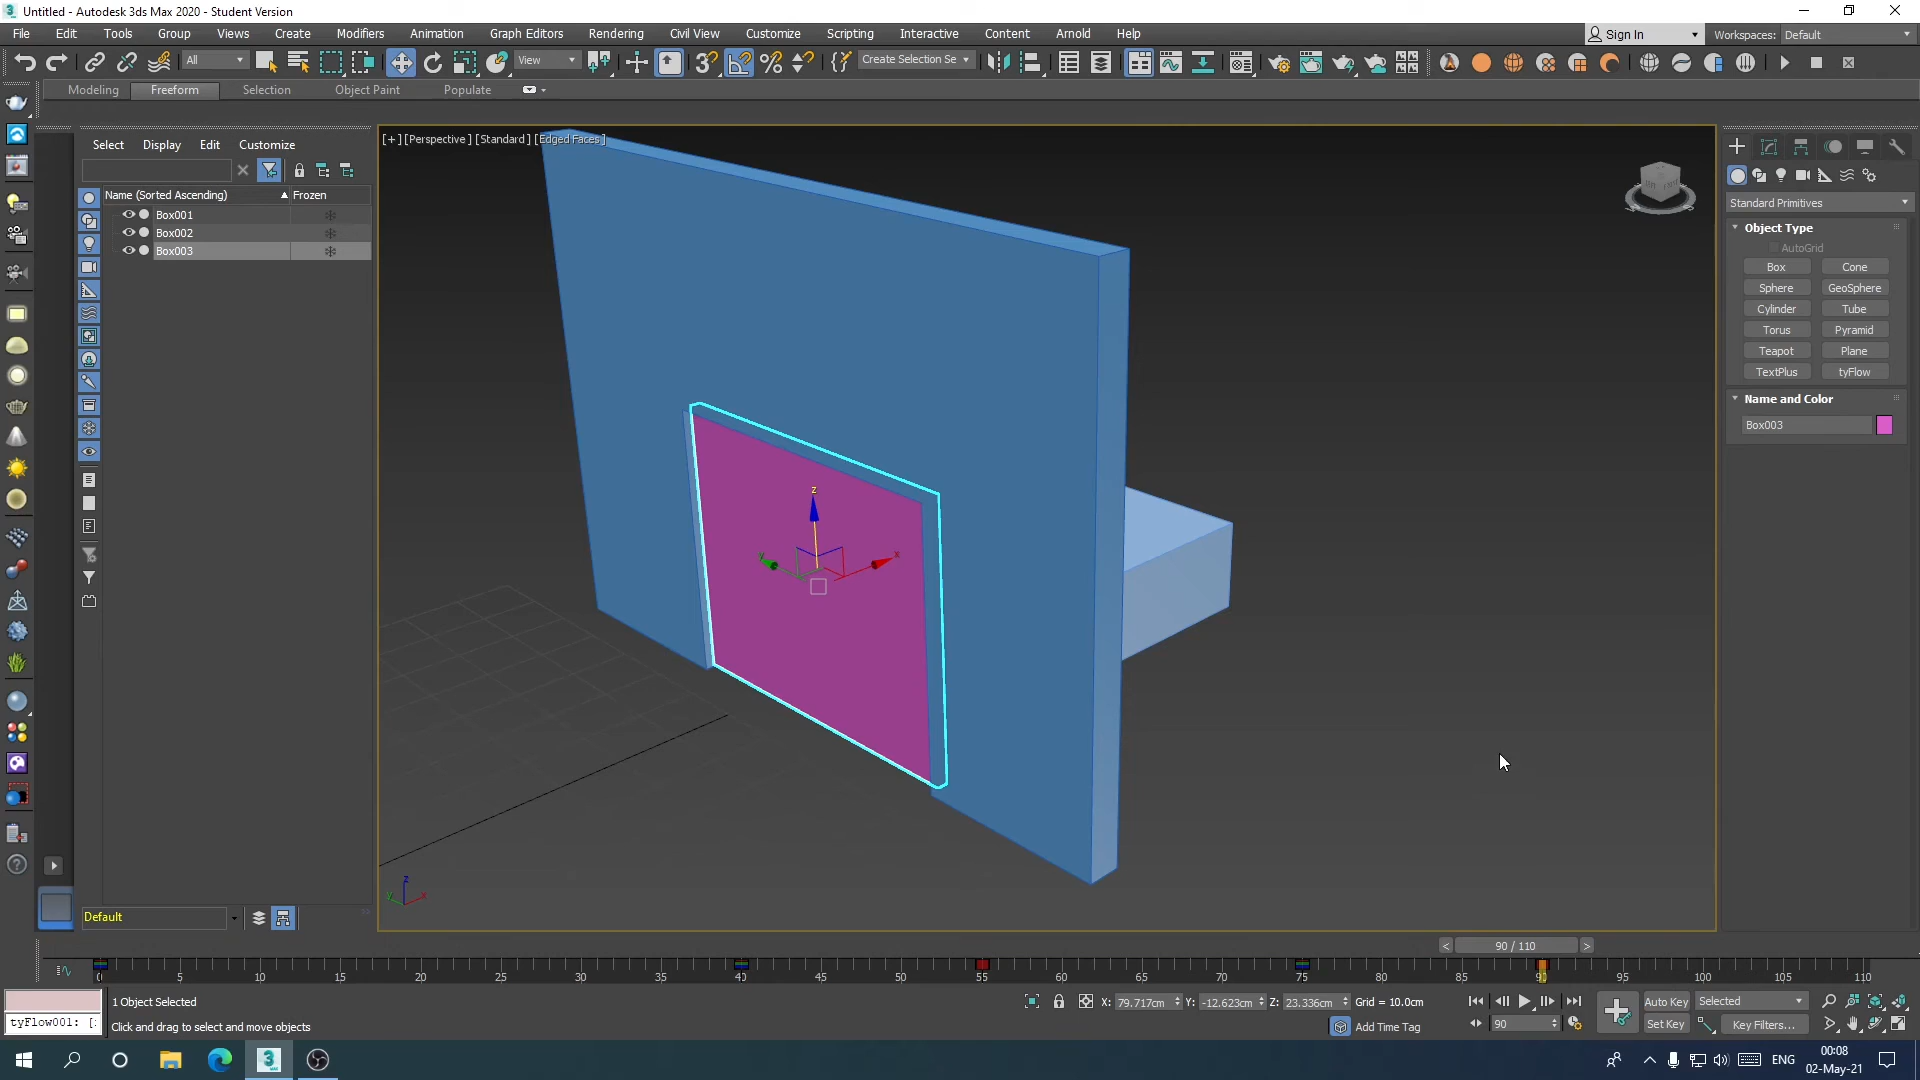 Untitled - Autodesk 3ds Max 2020 - Student Version
File Edit Tools Group Views Create Modifiers Animation Graph Editors Rendering Civil View Customize Scripting Interactive Content Arnold Help
Sign In Workspaces: Default
All View Create Selection Se
Modeling Freeform Selection Object Paint Populate
[+] [Perspective ] [Standard ] [Edged Faces ]
Select Display Edit Customize
Name (Sorted Ascending) Frozen
Box001
Box002
Box003
Standard Primitives
Object Type
AutoGrid
Box Cone
Sphere GeoSphere
Cylinder Tube
Torus Pyramid
Teapot Plane
TextPlus tyFlow
Name and Color
Box003
z
y x
z
y x
Default
< 90 / 110 >
0 5 10 15 20 25 30 35 40 45 50 55 60 65 70 75 80 85 90 95 100 105 110
1 Object Selected
X: 79.717cm Y: -12.623cm Z: 23.336cm Grid = 10.0cm
Auto Key Selected
tyFlow001: [
Click and drag to select and move objects
Add Time Tag
90
Set Key Key Filters...
ENG
00:08
02-May-21